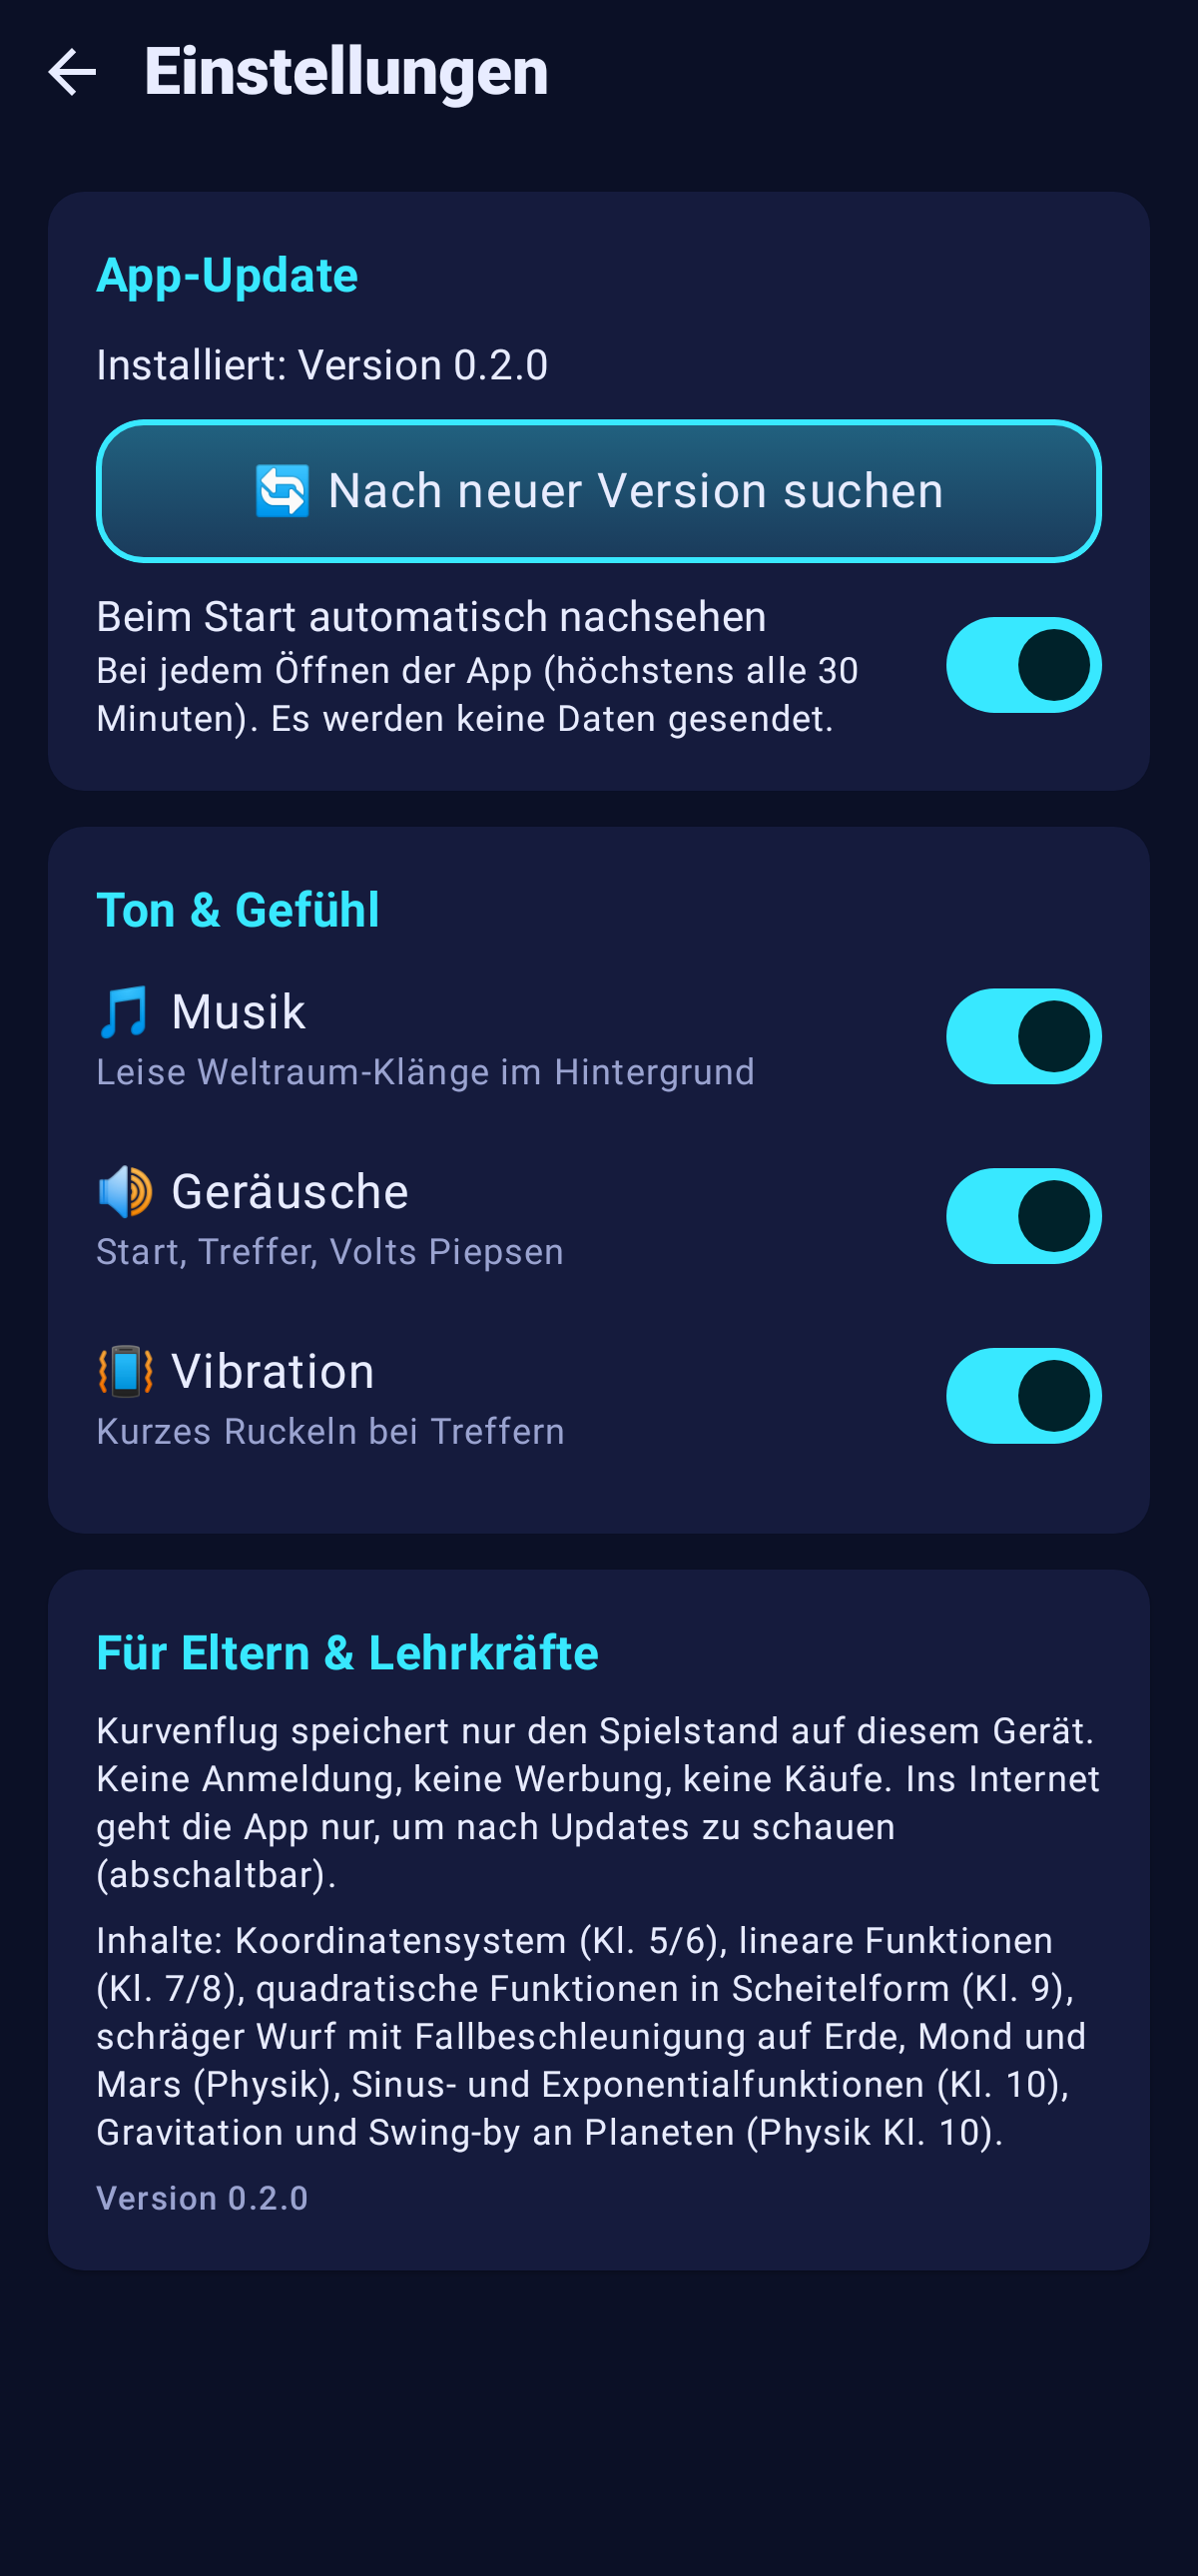 Einstellungen
App-Update
Installiert: Version 0.2.0
Nach neuer Version suchen
Beim Start automatisch nachsehen
Bei jedem Öffnen der App (höchstens alle 30
Minuten). Es werden keine Daten gesendet.
Ton & Gefühl
Musik
Leise Weltraum-Klänge im Hintergrund
Geräusche
Start, Treffer, Volts Piepsen
Vibration
Kurzes Ruckeln bei Treffern
Für Eltern & Lehrkräfte
Kurvenflug speichert nur den Spielstand auf diesem Gerät.
Keine Anmeldung, keine Werbung, keine Käufe. Ins Internet
geht die App nur, um nach Updates zu schauen
(abschaltbar).
Inhalte: Koordinatensystem (Kl. 5/6), lineare Funktionen
(Kl. 7/8), quadratische Funktionen in Scheitelform (Kl. 9),
schräger Wurf mit Fallbeschleunigung auf Erde, Mond und
Mars (Physik), Sinus- und Exponentialfunktionen (Kl. 10),
Gravitation und Swing-by an Planeten (Physik Kl. 10).
Version 0.2.0